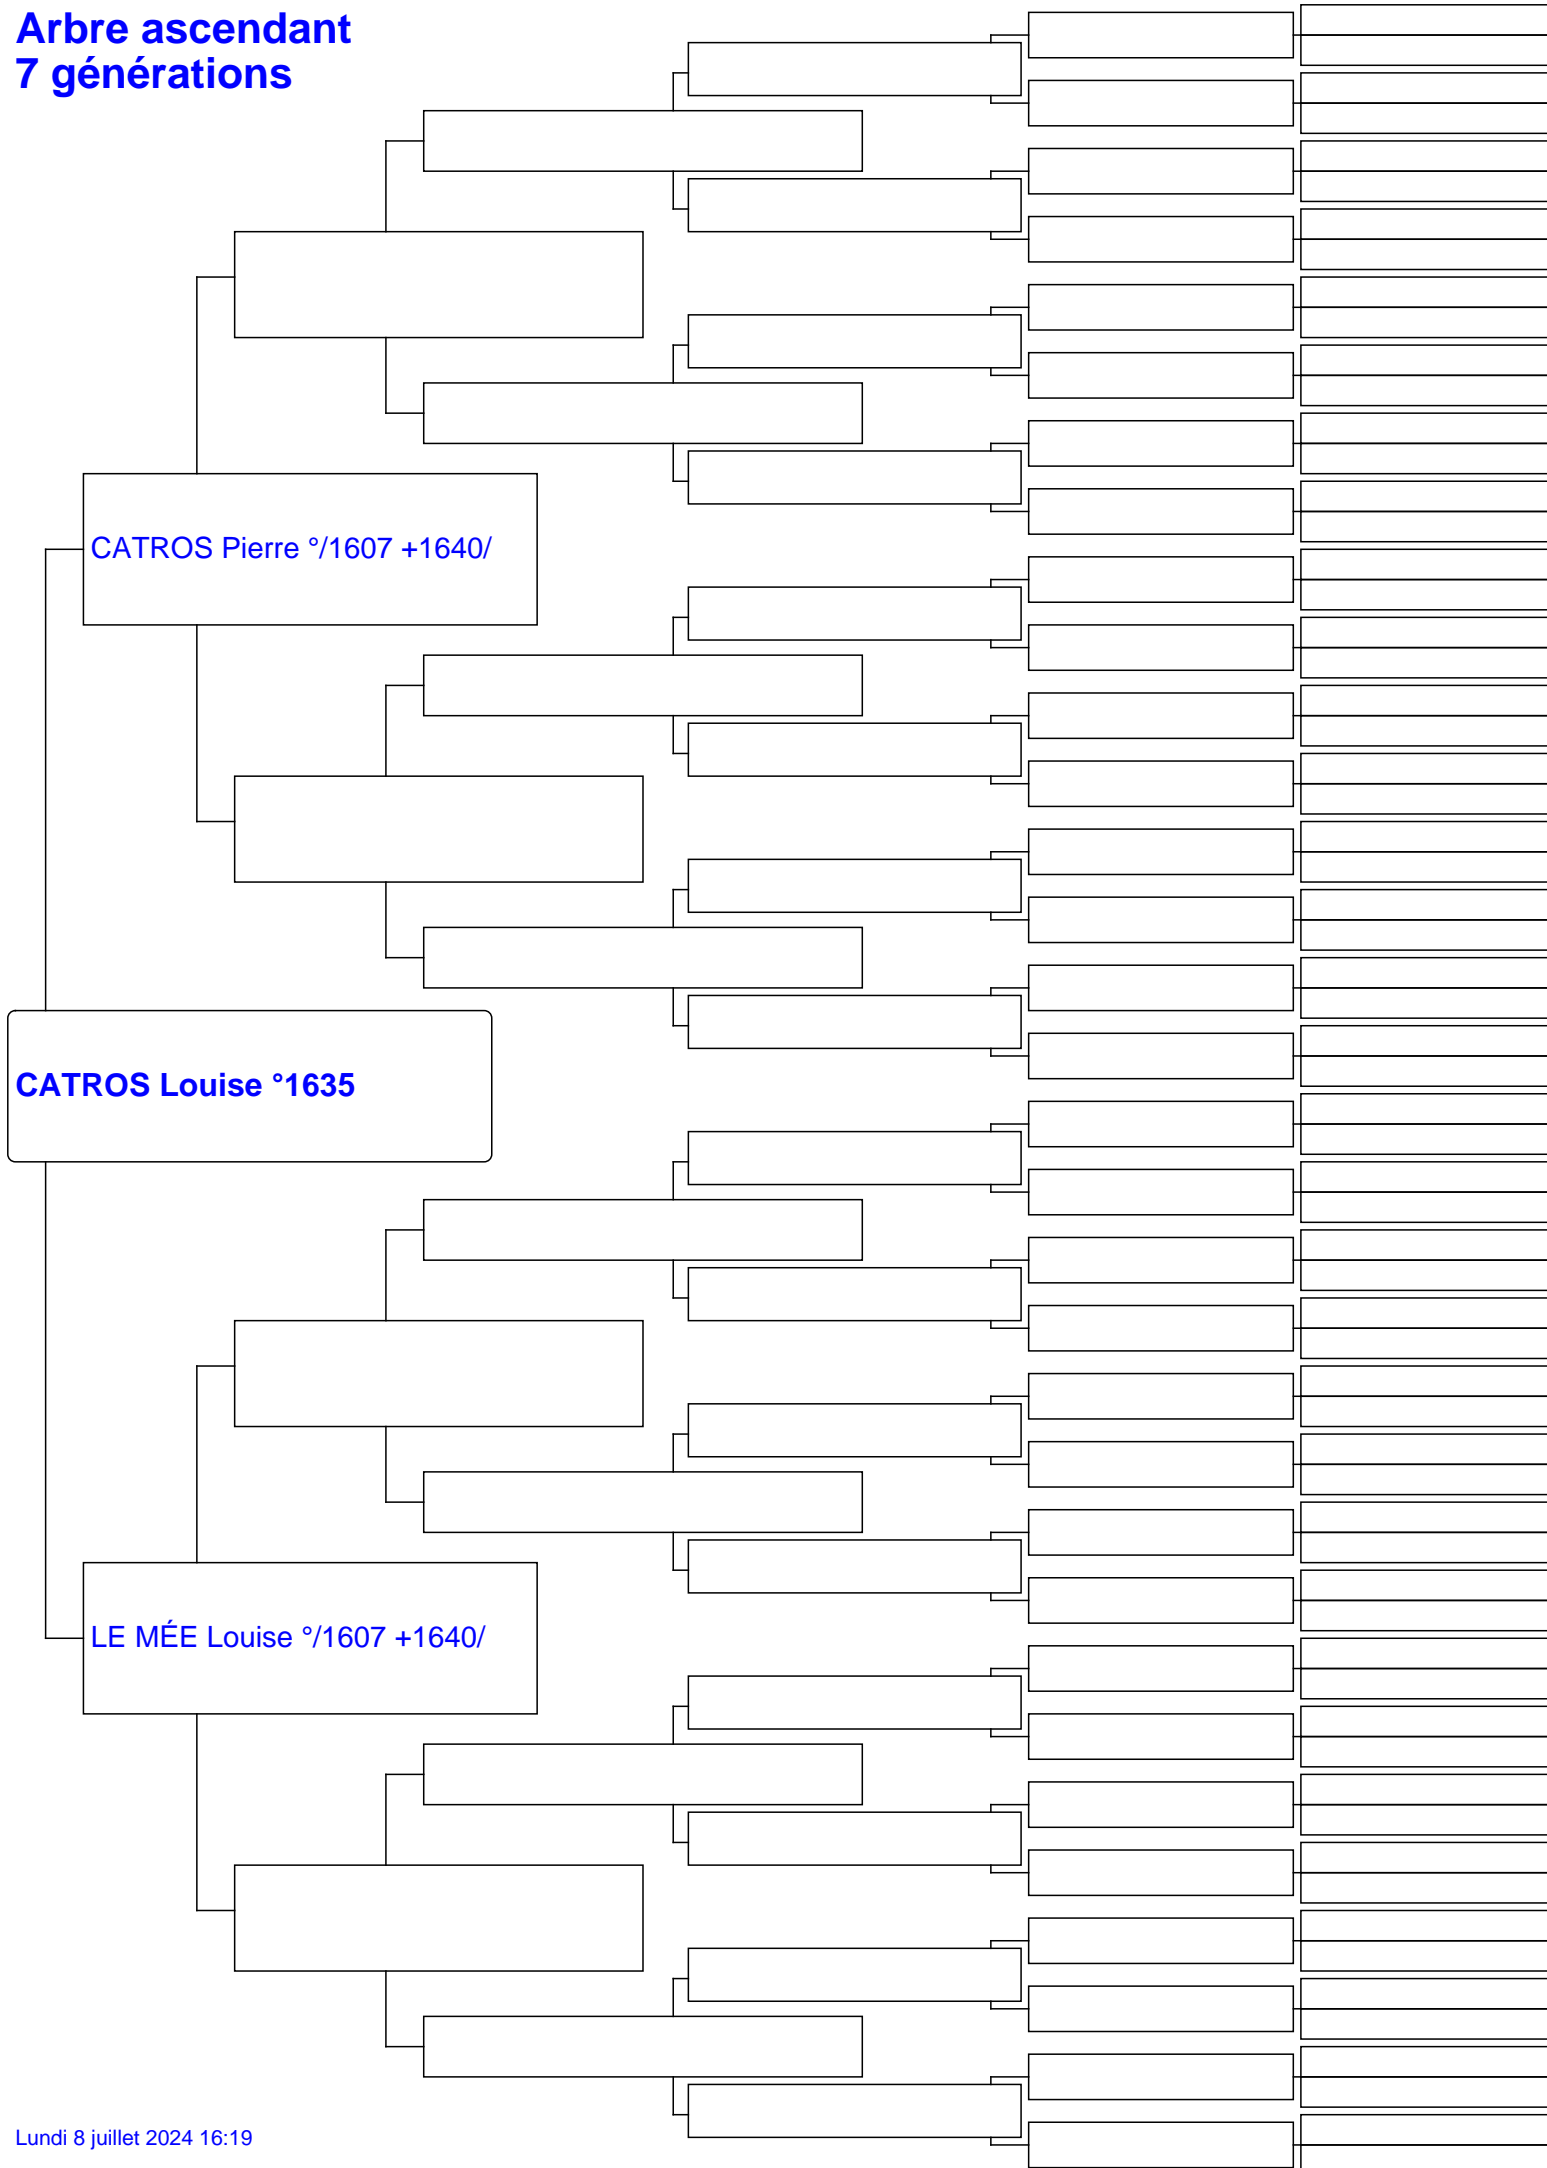 Arbre ascendant
7 générations
CATROS Pierre °/1607 +1640/
CATROS Louise °1635
LE MÉE Louise °/1607 +1640/
Lundi 8 juillet 2024 16:19